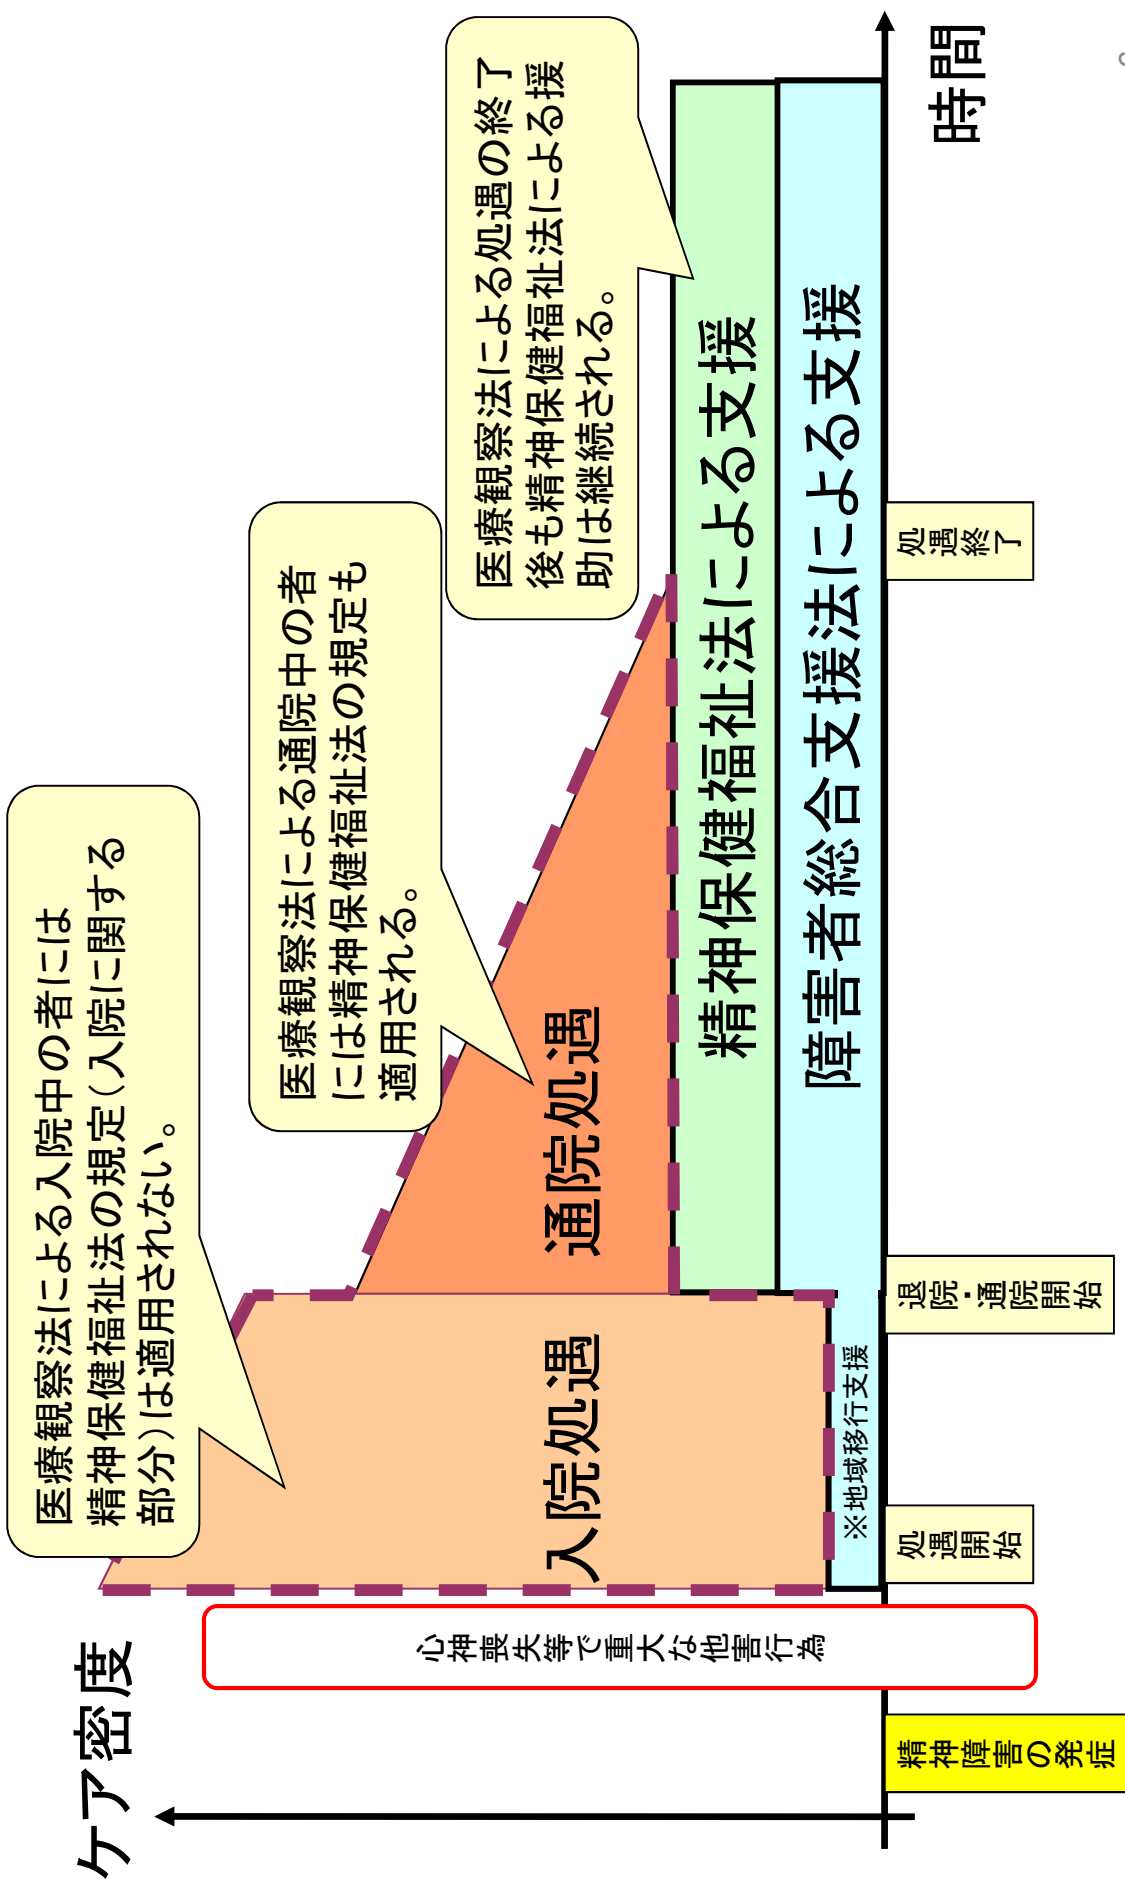 ケア密度
医療観察法による入院中の者には
精神保健福祉法の規定（入院に関する
部分）は適用されない。
医療観察法による通院中の者
には精神保健福祉法の規定も
適用される。
医療観察法による処遇の終了
後も精神保健福祉法による援
助は継続される。
心神喪失等で重大な他害行為
入院処遇
通院処遇
精神保健福祉法による支援
障害者総合支援法による支援
※地域移行支援
精神障害の発症
処遇
開始
退院・通院開始
処遇
終了
時間